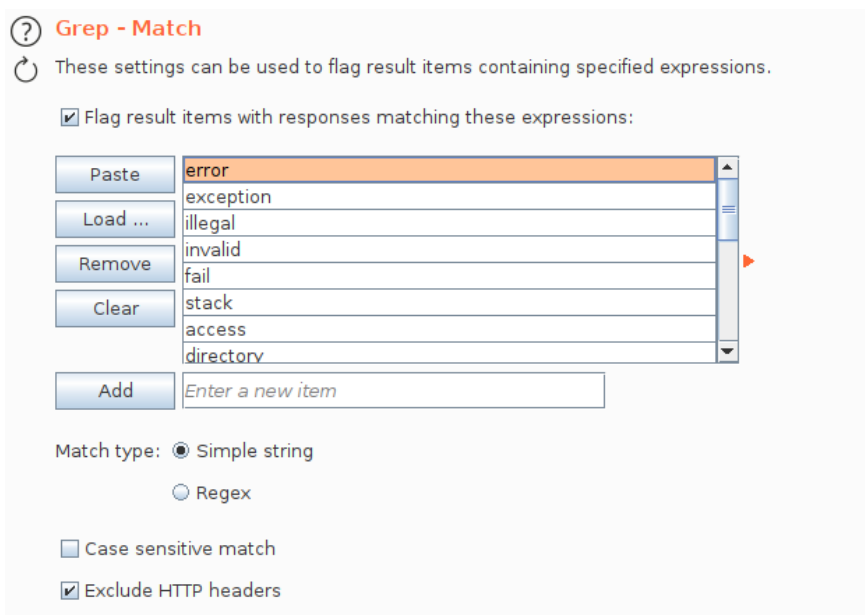 Grep - Match
These settings can be used to flag result items containing specified expressions.
Flag result items with responses matching these expressions:
Paste
Load ...
Remove
Clear
error
exception
illegal
invalid
fail
stack
access
directory
Add
Enter a new item
Match type:
Simple string
Regex
Case sensitive match
Exclude HTTP headers